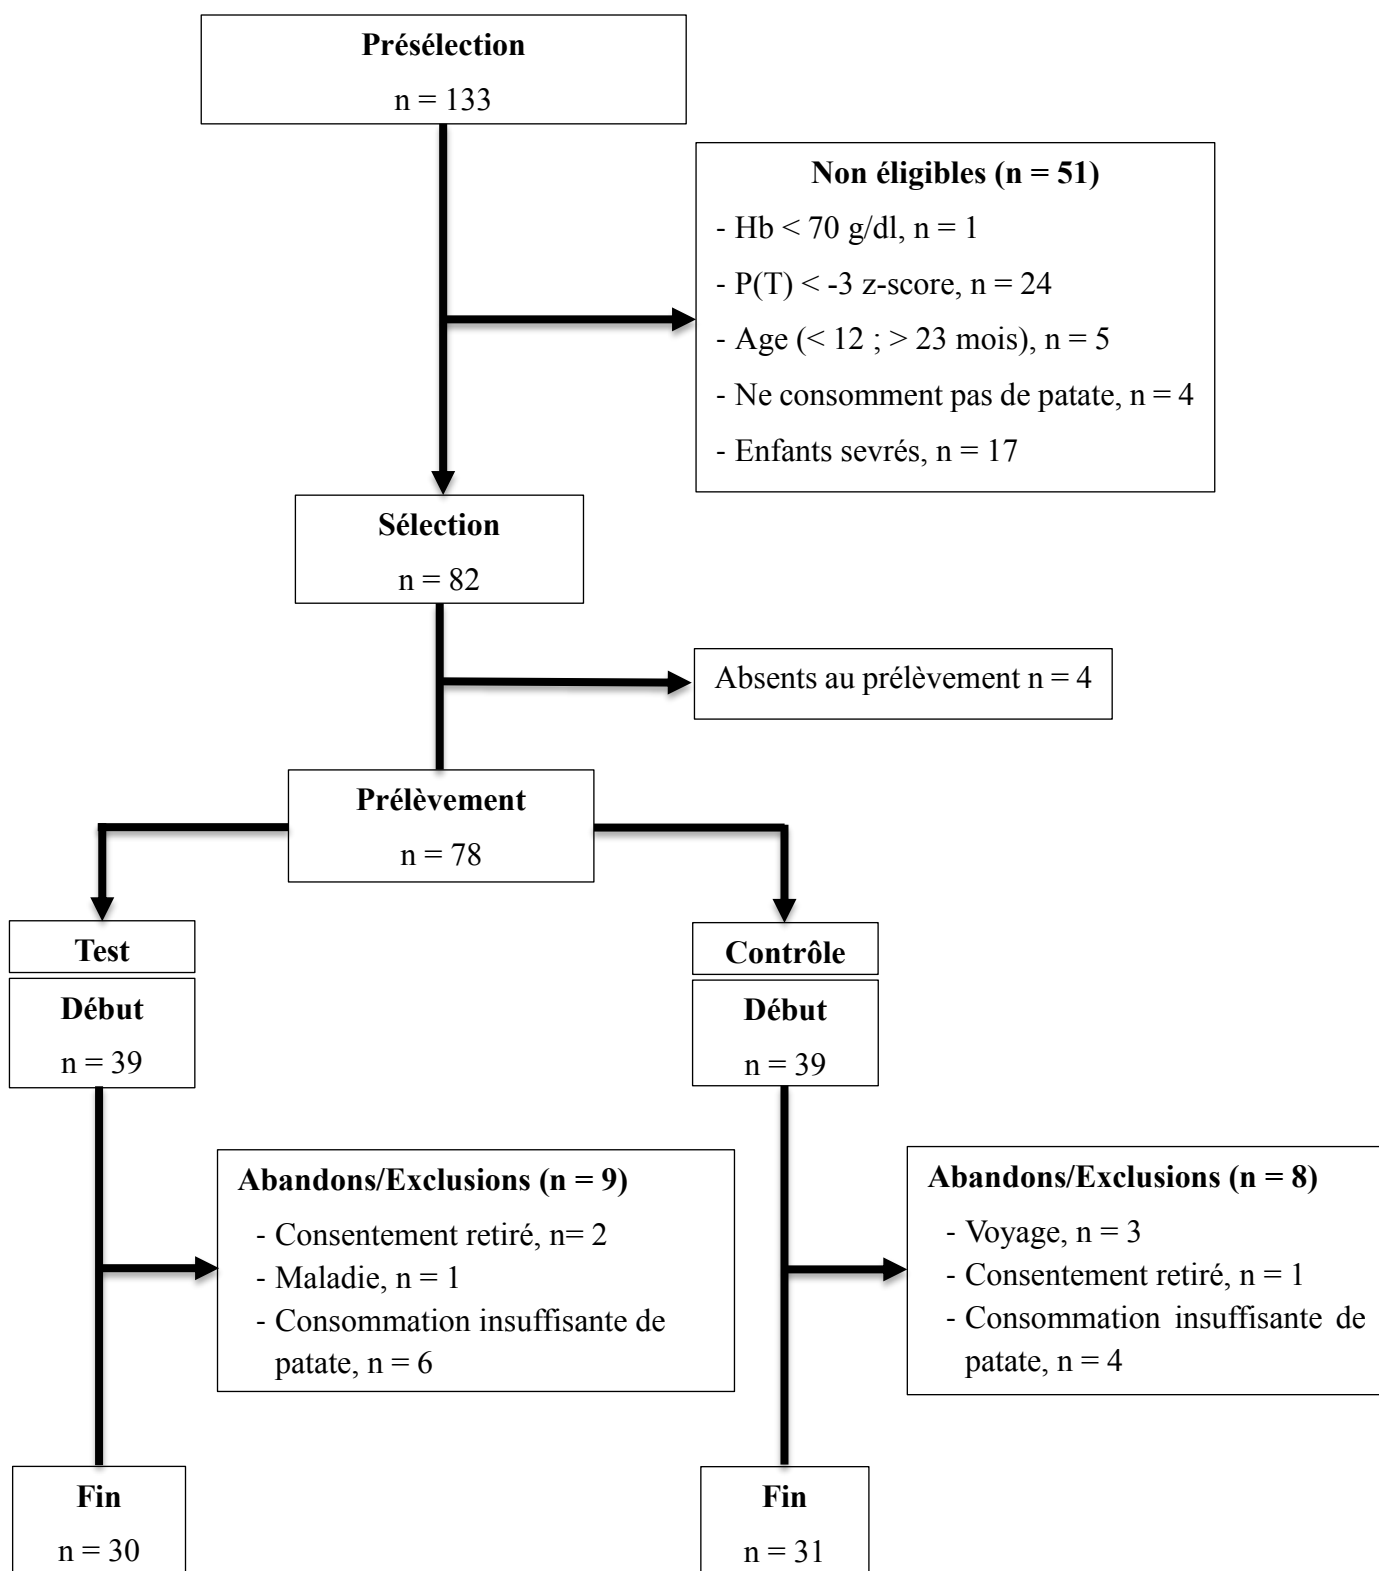 Présélection
n = 133
Non éligibles (n = 51)
- Hb < 70 g/dl, n = 1
- P(T) < -3 z-score, n = 24
- Age (< 12 ; > 23 mois), n = 5
- Ne consomment pas de patate, n = 4
- Enfants sevrés, n = 17
Sélection
n = 82
Absents au prélèvement n = 4
Prélèvement
n = 78
Test
Début
n = 39
Contrôle
Début
n = 39
Abandons/Exclusions (n = 9)
- Consentement retiré, n= 2
- Maladie, n = 1
- Consommation insuffisante de
patate, n = 6
Abandons/Exclusions (n = 8)
- Voyage, n = 3
- Consentement retiré, n = 1
- Consommation insuffisante de
patate, n = 4
Fin
n = 30
Fin
n = 31